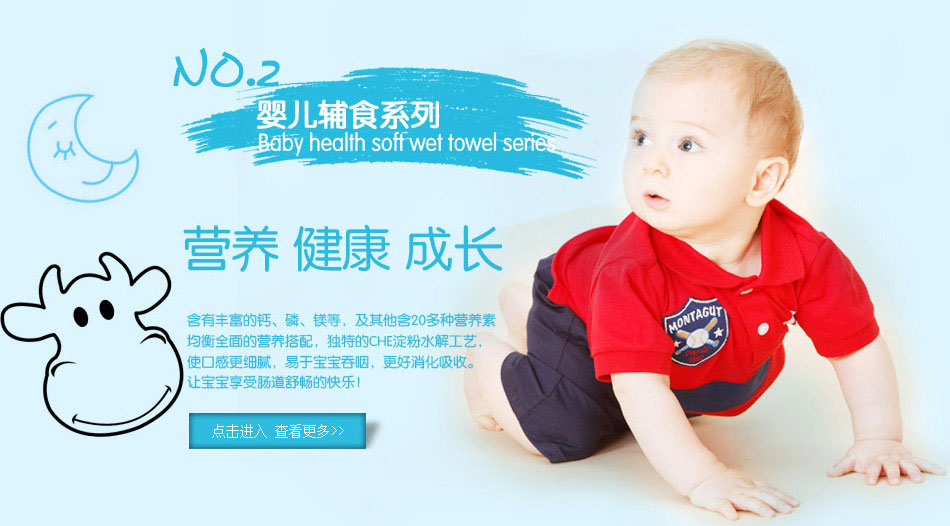 NO.2
婴儿辅食系列
Baby health soft wet towel series
营养 健康 成长
含有丰富的钙、磷、镁等，及其他含20多种营养素
均衡全面的营养搭配，独特的CHE淀粉水解工艺，
使口感更细腻，易于宝宝吞咽，更好消化吸收。
让宝宝享受肠道舒畅的快乐！
点击进入 查看更多>>
MONTAGUT